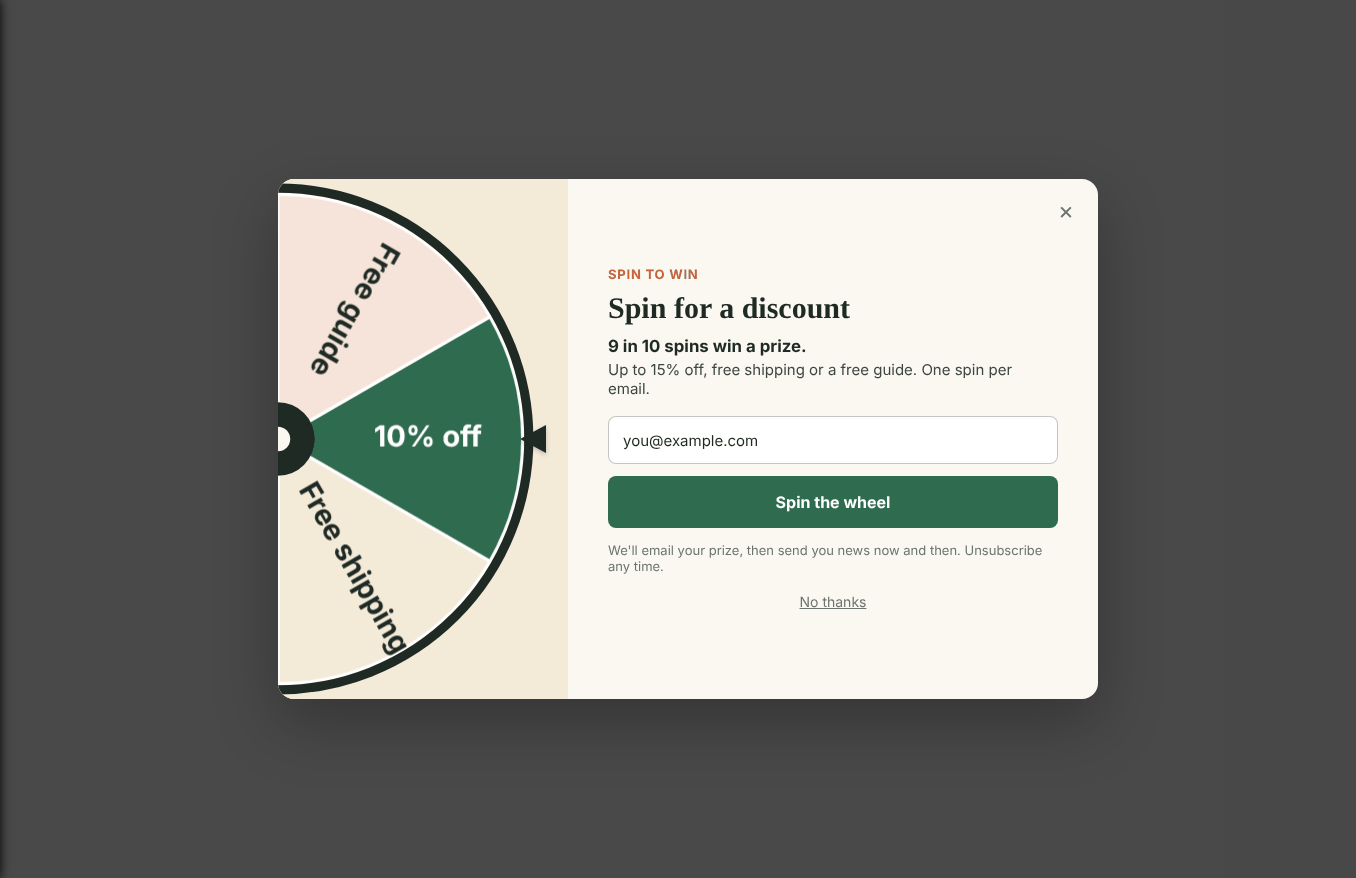 Free guide
10% off
Free shipping
✕
SPIN TO WIN
Spin for a discount
9 in 10 spins win a prize.
Up to 15% off, free shipping or a free guide. One spin per
email.
you@example.com
Spin the wheel
We'll email your prize, then send you news now and then. Unsubscribe
any time.
No thanks